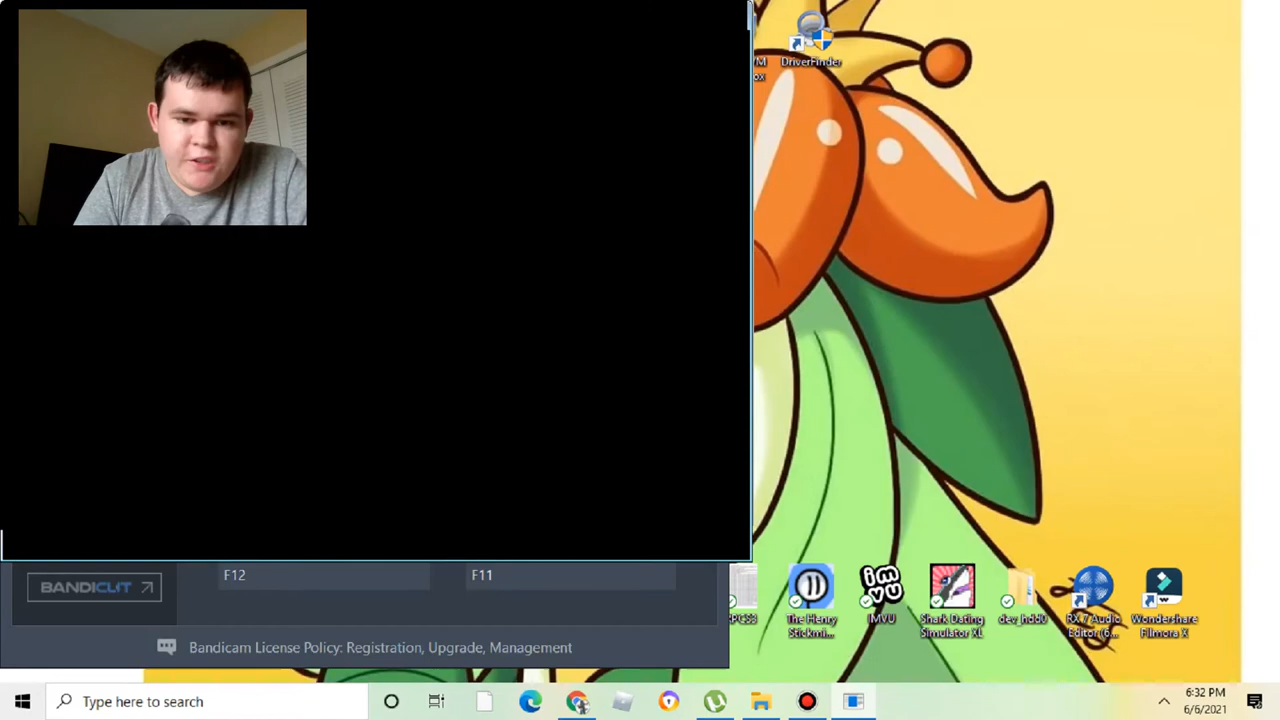 DriverFinder
F12
F11
BANDICUT
The Henry
Stickmi...
IMVU
Shark Dating
Simulator XL
dev_hdd0
RX 7 Audio
Editor (6...
Wondershare
Filmora X
Bandicam License Policy: Registration, Upgrade, Management
Type here to search
6:32 PM
6/6/2021